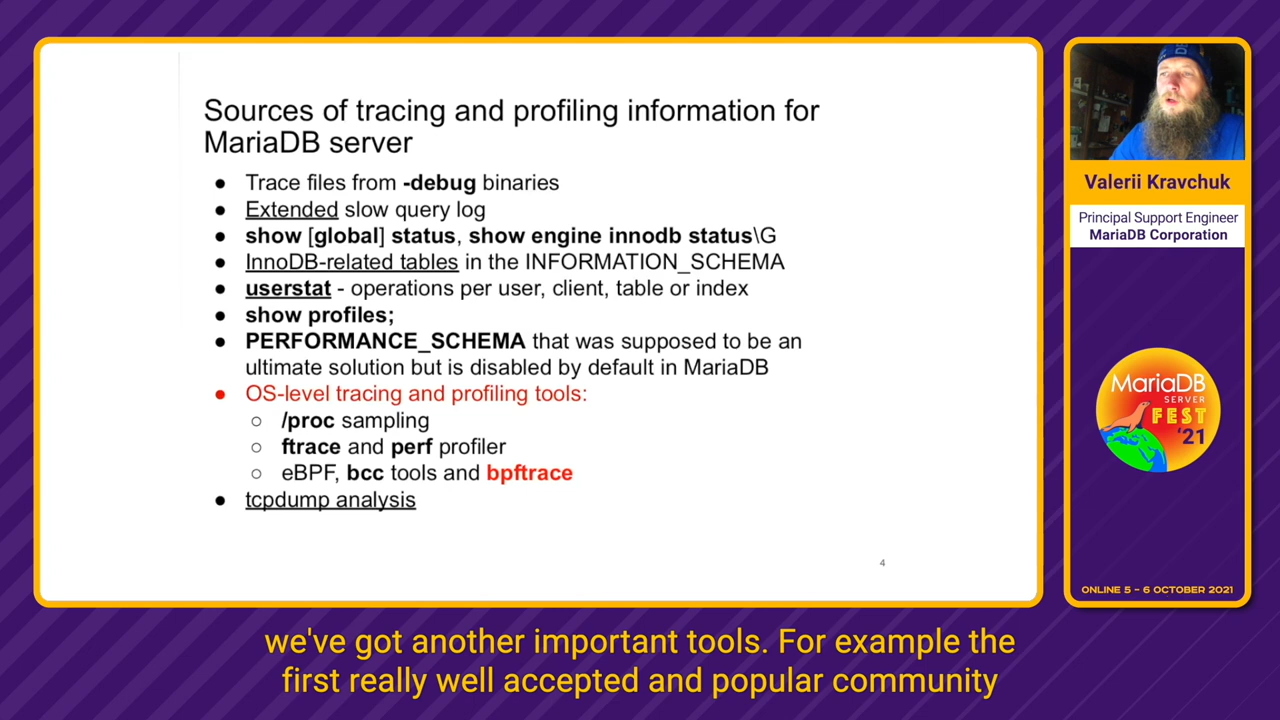 Sources of tracing and profiling information for
MariaDB server
● Trace files from -debug binaries
● Extended slow query log
● show [global] status, show engine innodb status\G
● InnoDB-related tables in the INFORMATION_SCHEMA
● userstat - operations per user, client, table or index
● show profiles;
● PERFORMANCE_SCHEMA that was supposed to be an
ultimate solution but is disabled by default in MariaDB
● OS-level tracing and profiling tools:
○ /proc sampling
○ ftrace and perf profiler
○ eBPF, bcc tools and bpftrace
● tcpdump analysis
4
Valerii Kravchuk
Principal Support Engineer
MariaDB Corporation
MariaDB
SERVER
FEST
'21
ONLINE 5 - 6 OCTOBER 2021
we've got another important tools. For example the
first really well accepted and popular community